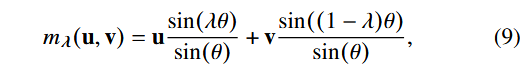 m_λ(𝐮, 𝐯) = 𝐮 sin(λθ)/sin(θ) + 𝐯 sin((1 − λ)θ)/sin(θ), (9)